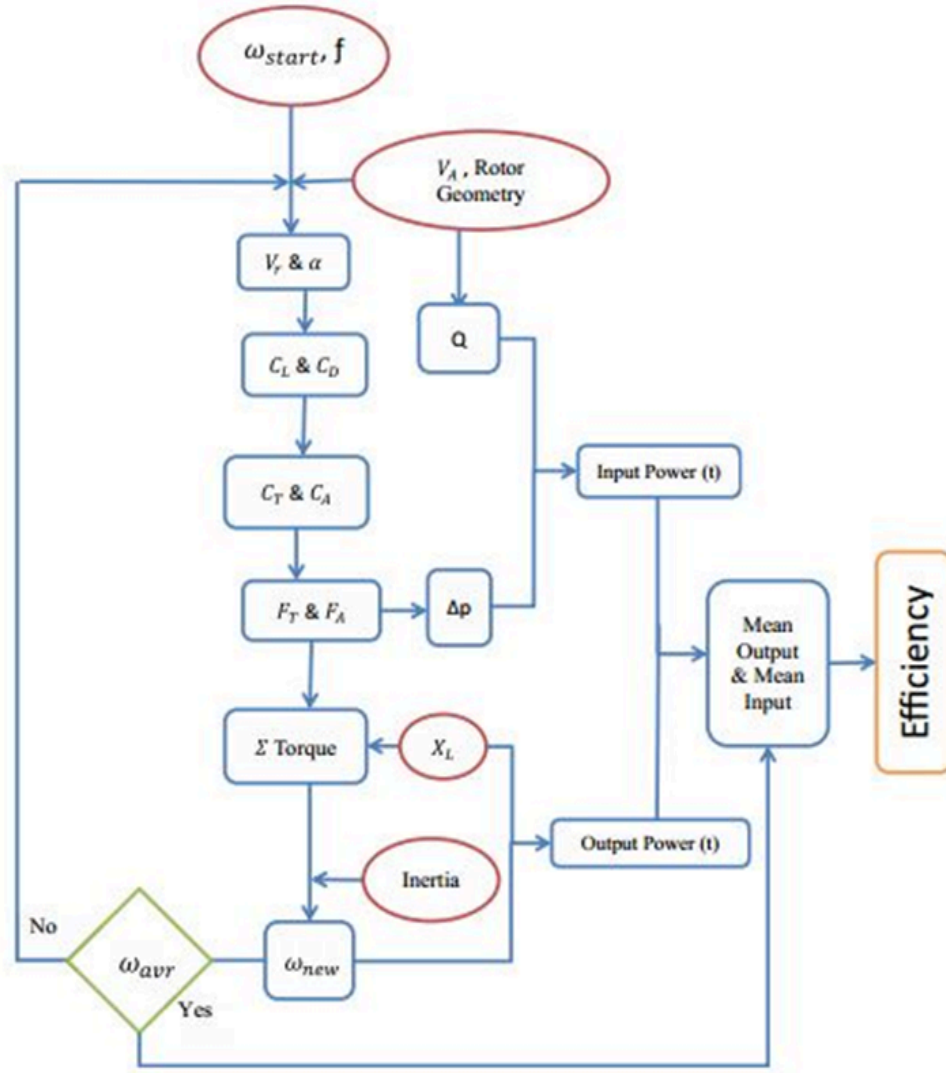 ω_start, ƒ
V_A , Rotor
Geometry
V_r & α
Q
C_L & C_D
Input Power (t)
C_T & C_A
F_T & F_A
Δp
Mean
Output
& Mean
Input
Efficiency
Σ Torque
X_L
Output Power (t)
Inertia
No
ω_avr
ω_new
Yes